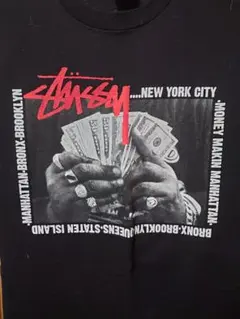 STÜSSY
....NEW YORK CITY
-MONEY MAKIN MANHATTAN-
BRONX-BROOKLYN-QUEENS-STATEN ISLAND
-MANHATTAN-BRONX-BROOKLYN